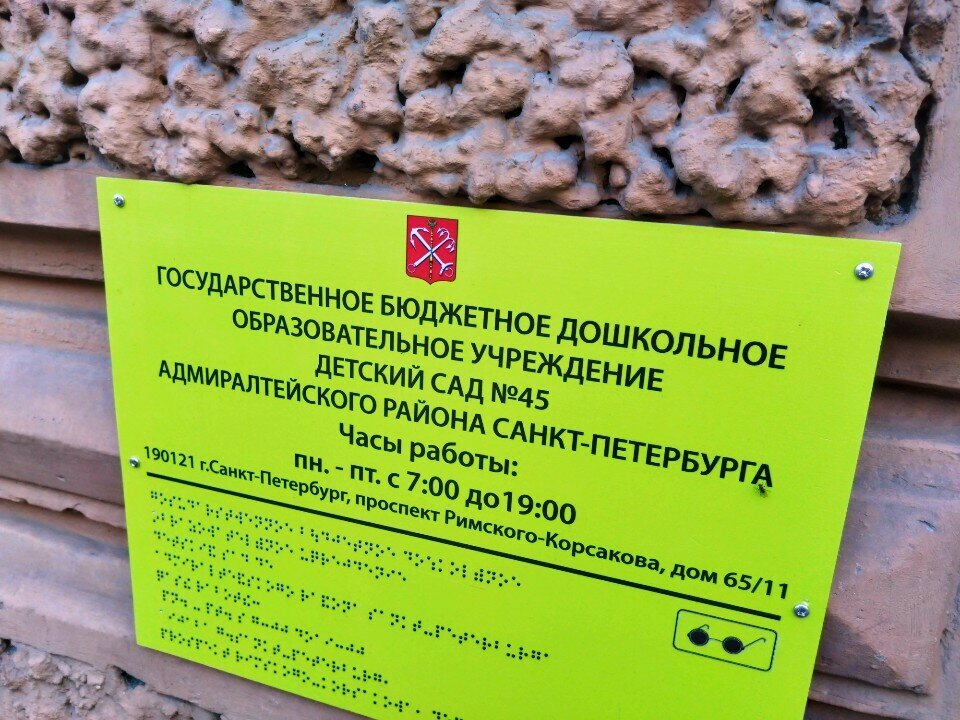 ГОСУДАРСТВЕННОЕ БЮДЖЕТНОЕ ДОШКОЛЬНОЕ
ОБРАЗОВАТЕЛЬНОЕ УЧРЕЖДЕНИЕ
ДЕТСКИЙ САД №45
АДМИРАЛТЕЙСКОГО РАЙОНА САНКТ-ПЕТЕРБУРГА
Часы работы:
пн. - пт. с 7:00 до19:00
190121 г.Санкт-Петербург, проспект Римского-Корсакова, дом 65/11